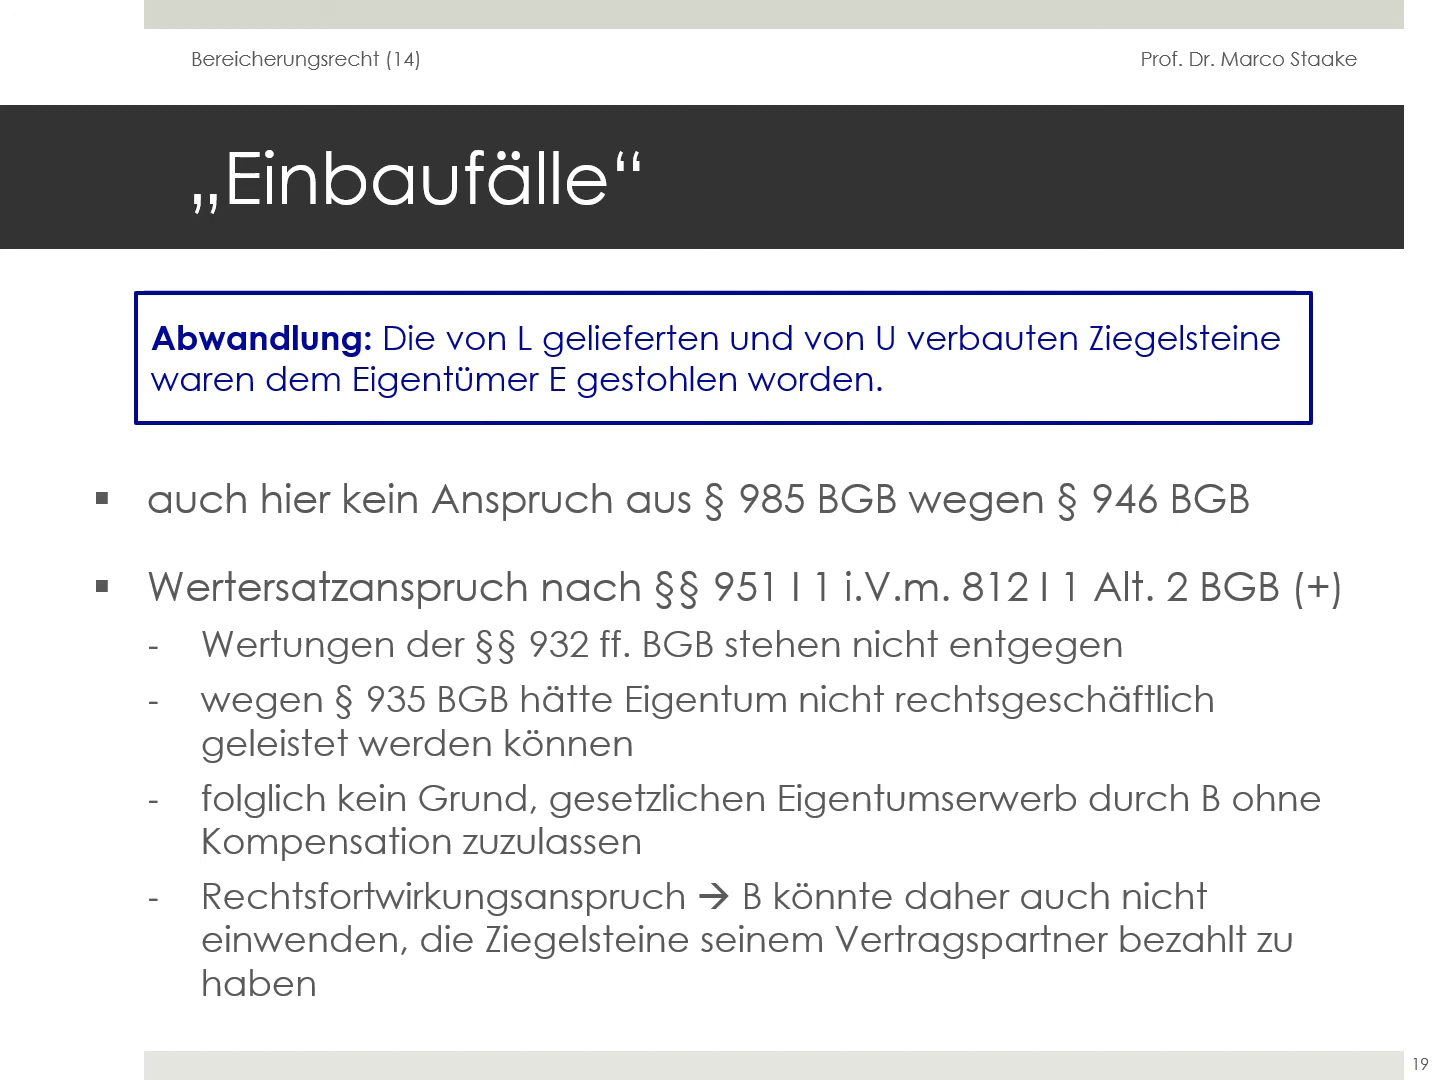 Bereicherungsrecht (14)
Prof. Dr. Marco Staake
„Einbaufälle“
Abwandlung: Die von L gelieferten und von U verbauten Ziegelsteine
waren dem Eigentümer E gestohlen worden.
▪ auch hier kein Anspruch aus § 985 BGB wegen § 946 BGB
▪ Wertersatzanspruch nach §§ 951 I 1 i.V.m. 812 I 1 Alt. 2 BGB (+)
- Wertungen der §§ 932 ff. BGB stehen nicht entgegen
- wegen § 935 BGB hätte Eigentum nicht rechtsgeschäftlich
geleistet werden können
- folglich kein Grund, gesetzlichen Eigentumserwerb durch B ohne
Kompensation zuzulassen
- Rechtsfortwirkungsanspruch → B könnte daher auch nicht
einwenden, die Ziegelsteine seinem Vertragspartner bezahlt zu
haben
19